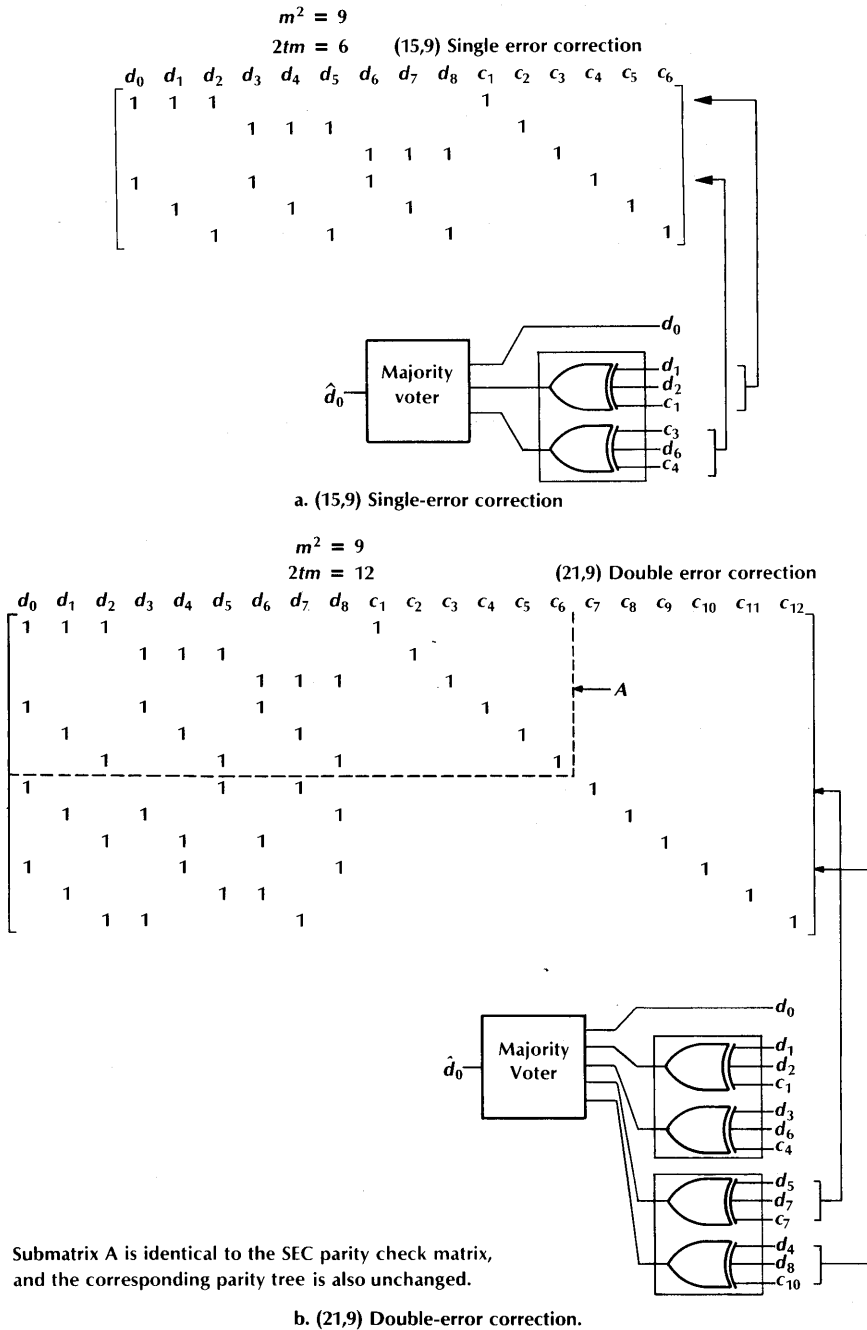 m² = 9
2tm = 6 (15,9) Single error correction
d₀ d₁ d₂ d₃ d₄ d₅ d₆ d₇ d₈ c₁ c₂ c₃ c₄ c₅ c₆
1 1 1 1
1 1 1 1
1 1 1 1
1 1 1 1
1 1 1 1
1 1 1 1
d₀
Majority
voter
d̂₀
d₁
d₂
c₁
c₃
d₆
c₄
a. (15,9) Single-error correction
m² = 9
2tm = 12 (21,9) Double error correction
d₀ d₁ d₂ d₃ d₄ d₅ d₆ d₇ d₈ c₁ c₂ c₃ c₄ c₅ c₆ c₇ c₈ c₉ c₁₀ c₁₁ c₁₂
1 1 1 1
1 1 1 1
1 1 1 1
A
1 1 1 1
1 1 1 1
1 1 1 1
1 1 1 1
1 1 1 1
1 1 1 1
1 1 1 1
1 1 1 1
1 1 1 1
d₀
Majority
Voter
d̂₀
d₁
d₂
c₁
d₃
d₆
c₄
d₅
d₇
c₇
d₄
d₈
c₁₀
Submatrix A is identical to the SEC parity check matrix,
and the corresponding parity tree is also unchanged.
b. (21,9) Double-error correction.